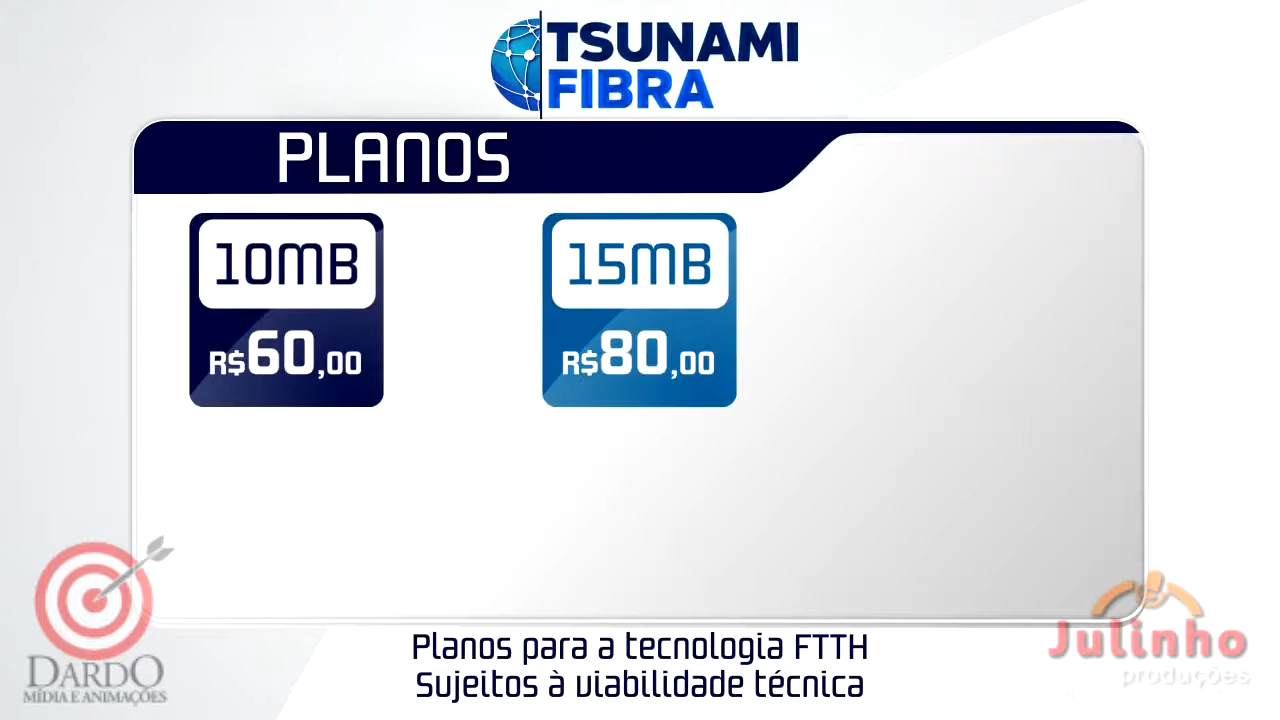 TSUNAMI
FIBRA
PLANOS
10MB
R$60,00
15MB
R$80,00
DARDO
MÍDIA E ANIMAÇÕES
Planos para a tecnologia FTTH
Sujeitos à viabilidade técnica
Julinho
produções